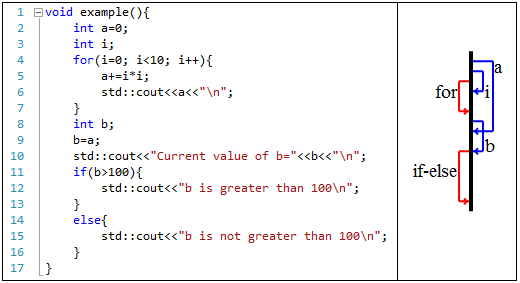 1 void example(){
2 int a=0;
3 int i;
4 for(i=0; i<10; i++){
5 a+=i*i;
6 std::cout<<a<<"\n";
7 }
8 int b;
9 b=a;
10 std::cout<<"Current value of b="<<b<<"\n";
11 if(b>100){
12 std::cout<<"b is greater than 100\n";
13 }
14 else{
15 std::cout<<"b is not greater than 100\n";
16 }
17 }
a
for
i
b
if-else